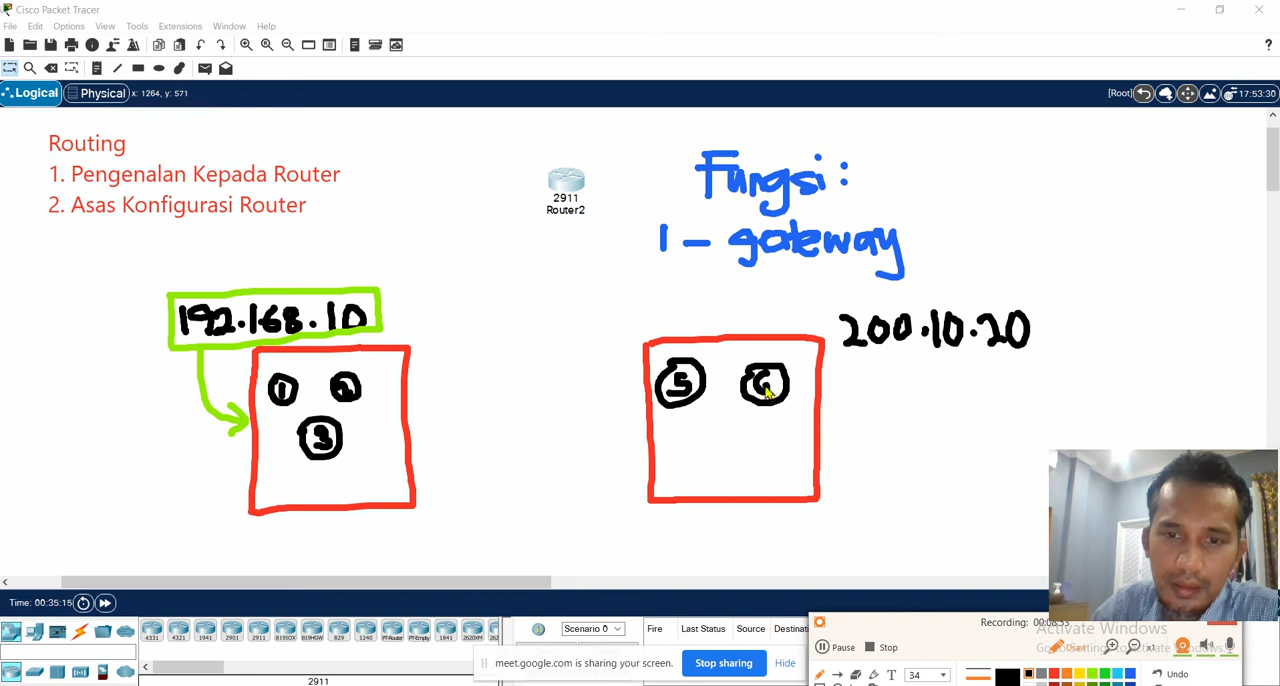 Cisco Packet Tracer
File Edit Options View Tools Extensions Window Help
?
Logical Physical x: 1264, y: 571
[Root] 17:53:30
Routing
1. Pengenalan Kepada Router
2. Asas Konfigurasi Router
2911
Router2
Fungsi:
1 - gateway
192.168.10
200.10.20
1 2
3
5 6
Time: 00:35:15
4331 4321 1941 2901 2911 819IOX 819HGW 829 1240 PT-Router PT-Empty 1841 2620XM 262
2911
Scenario 0
Fire Last Status Source Destinat
meet.google.com is sharing your screen. Stop sharing Hide
Recording: 00:08:33
Activate Windows
Pause Stop x1
T 34 Undo